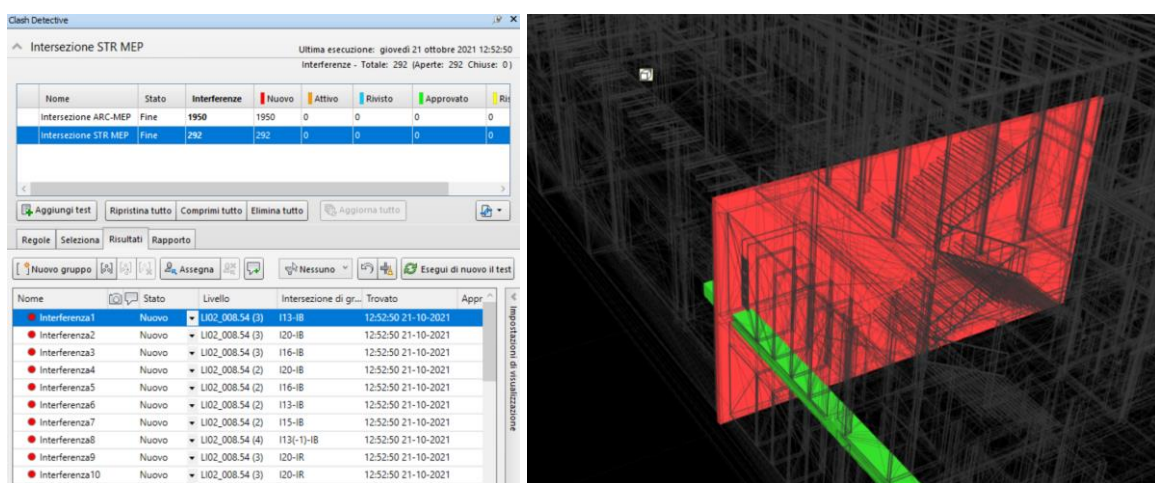 Clash Detective
Intersezione STR MEP
Ultima esecuzione: giovedì 21 ottobre 2021 12:52:50
Interferenze - Totale: 292 (Aperte: 292 Chiuse: 0)
Nome Stato Interferenze Nuovo Attivo Rivisto Approvato Ris
Intersezione ARC-MEP Fine 1950 1950 0 0 0 0
Intersezione STR MEP Fine 292 292 0 0 0 0
Aggiungi test Ripristina tutto Comprimi tutto Elimina tutto Aggiorna tutto
Regole Seleziona Risultati Rapporto
Nuovo gruppo Assegna Nessuno Esegui di nuovo il test
Nome Stato Livello Intersezione di gr... Trovato Appr
Interferenza1 Nuovo LI02_008.54 (3) I13-IB 12:52:50 21-10-2021
Interferenza2 Nuovo LI02_008.54 (3) I20-IB 12:52:50 21-10-2021
Interferenza3 Nuovo LI02_008.54 (3) I16-IB 12:52:50 21-10-2021
Interferenza4 Nuovo LI02_008.54 (2) I20-IB 12:52:50 21-10-2021
Interferenza5 Nuovo LI02_008.54 (2) I16-IB 12:52:50 21-10-2021
Interferenza6 Nuovo LI02_008.54 (2) I13-IB 12:52:50 21-10-2021
Interferenza7 Nuovo LI02_008.54 (2) I15-IB 12:52:50 21-10-2021
Interferenza8 Nuovo LI02_008.54 (4) I13(-1)-IB 12:52:50 21-10-2021
Interferenza9 Nuovo LI02_008.54 (3) I20-IR 12:52:50 21-10-2021
Interferenza10 Nuovo LI02_008.54 (3) I20-IR 12:52:50 21-10-2021
Impostazioni di visualizzazione